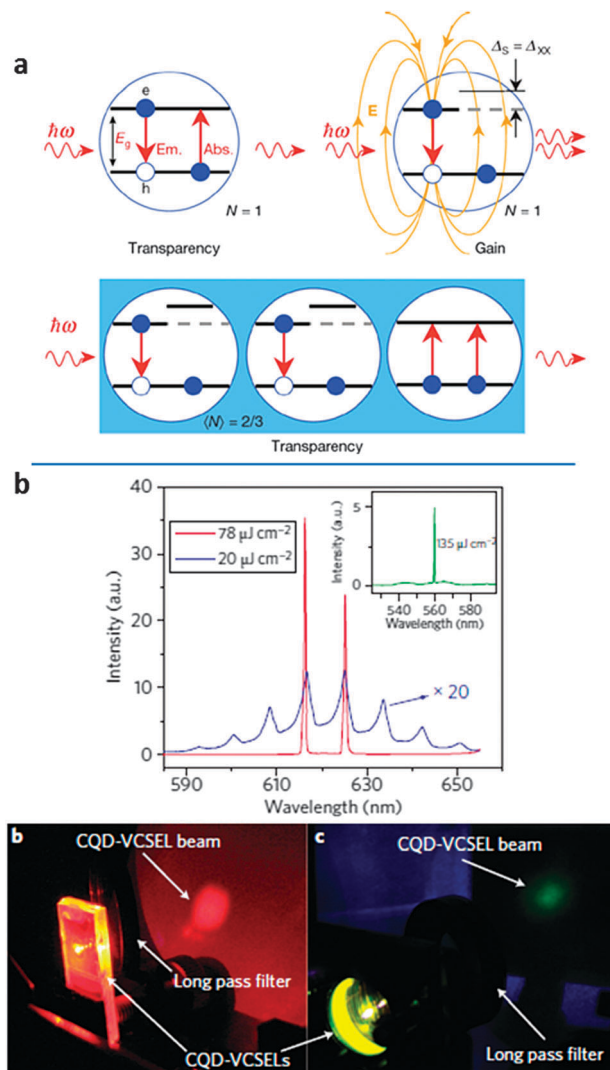 a
e
ħω
E_g
Em.
Abs.
h
N = 1
Transparency
Δ_S = Δ_XX
E
ħω
N = 1
Gain
ħω
⟨N⟩ = 2/3
Transparency
b
78 μJ cm⁻²
20 μJ cm⁻²
Intensity (a.u.)
40
30
20
10
0
590
610
630
650
Wavelength (nm)
× 20
Intensity (a.u.)
5
0
135 μJ cm⁻²
540
560
580
Wavelength (nm)
b
CQD-VCSEL beam
Long pass filter
CQD-VCSELs
c
CQD-VCSEL beam
Long pass filter